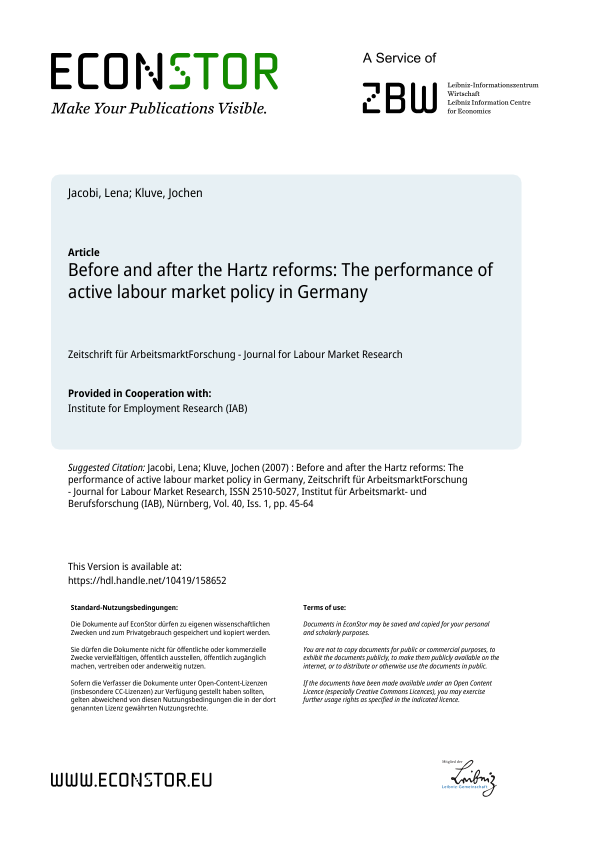 ECONSTOR
Make Your Publications Visible.
A Service of
ZBW
Leibniz-Informationszentrum
Wirtschaft
Leibniz Information Centre
for Economics
Jacobi, Lena; Kluve, Jochen
Article
Before and after the Hartz reforms: The performance of
active labour market policy in Germany
Zeitschrift für ArbeitsmarktForschung - Journal for Labour Market Research
Provided in Cooperation with:
Institute for Employment Research (IAB)
Suggested Citation: Jacobi, Lena; Kluve, Jochen (2007) : Before and after the Hartz reforms: The
performance of active labour market policy in Germany, Zeitschrift für ArbeitsmarktForschung
- Journal for Labour Market Research, ISSN 2510-5027, Institut für Arbeitsmarkt- und
Berufsforschung (IAB), Nürnberg, Vol. 40, Iss. 1, pp. 45-64
This Version is available at:
https://hdl.handle.net/10419/158652
Standard-Nutzungsbedingungen:
Die Dokumente auf EconStor dürfen zu eigenen wissenschaftlichen
Zwecken und zum Privatgebrauch gespeichert und kopiert werden.
Sie dürfen die Dokumente nicht für öffentliche oder kommerzielle
Zwecke vervielfältigen, öffentlich ausstellen, öffentlich zugänglich
machen, vertreiben oder anderweitig nutzen.
Sofern die Verfasser die Dokumente unter Open-Content-Lizenzen
(insbesondere CC-Lizenzen) zur Verfügung gestellt haben sollten,
gelten abweichend von diesen Nutzungsbedingungen die in der dort
genannten Lizenz gewährten Nutzungsrechte.
Terms of use:
Documents in EconStor may be saved and copied for your personal
and scholarly purposes.
You are not to copy documents for public or commercial purposes, to
exhibit the documents publicly, to make them publicly available on the
internet, or to distribute or otherwise use the documents in public.
If the documents have been made available under an Open Content
Licence (especially Creative Commons Licences), you may exercise
further usage rights as specified in the indicated licence.
WWW.ECONSTOR.EU
Mitglied der
Leibniz
Leibniz-Gemeinschaft